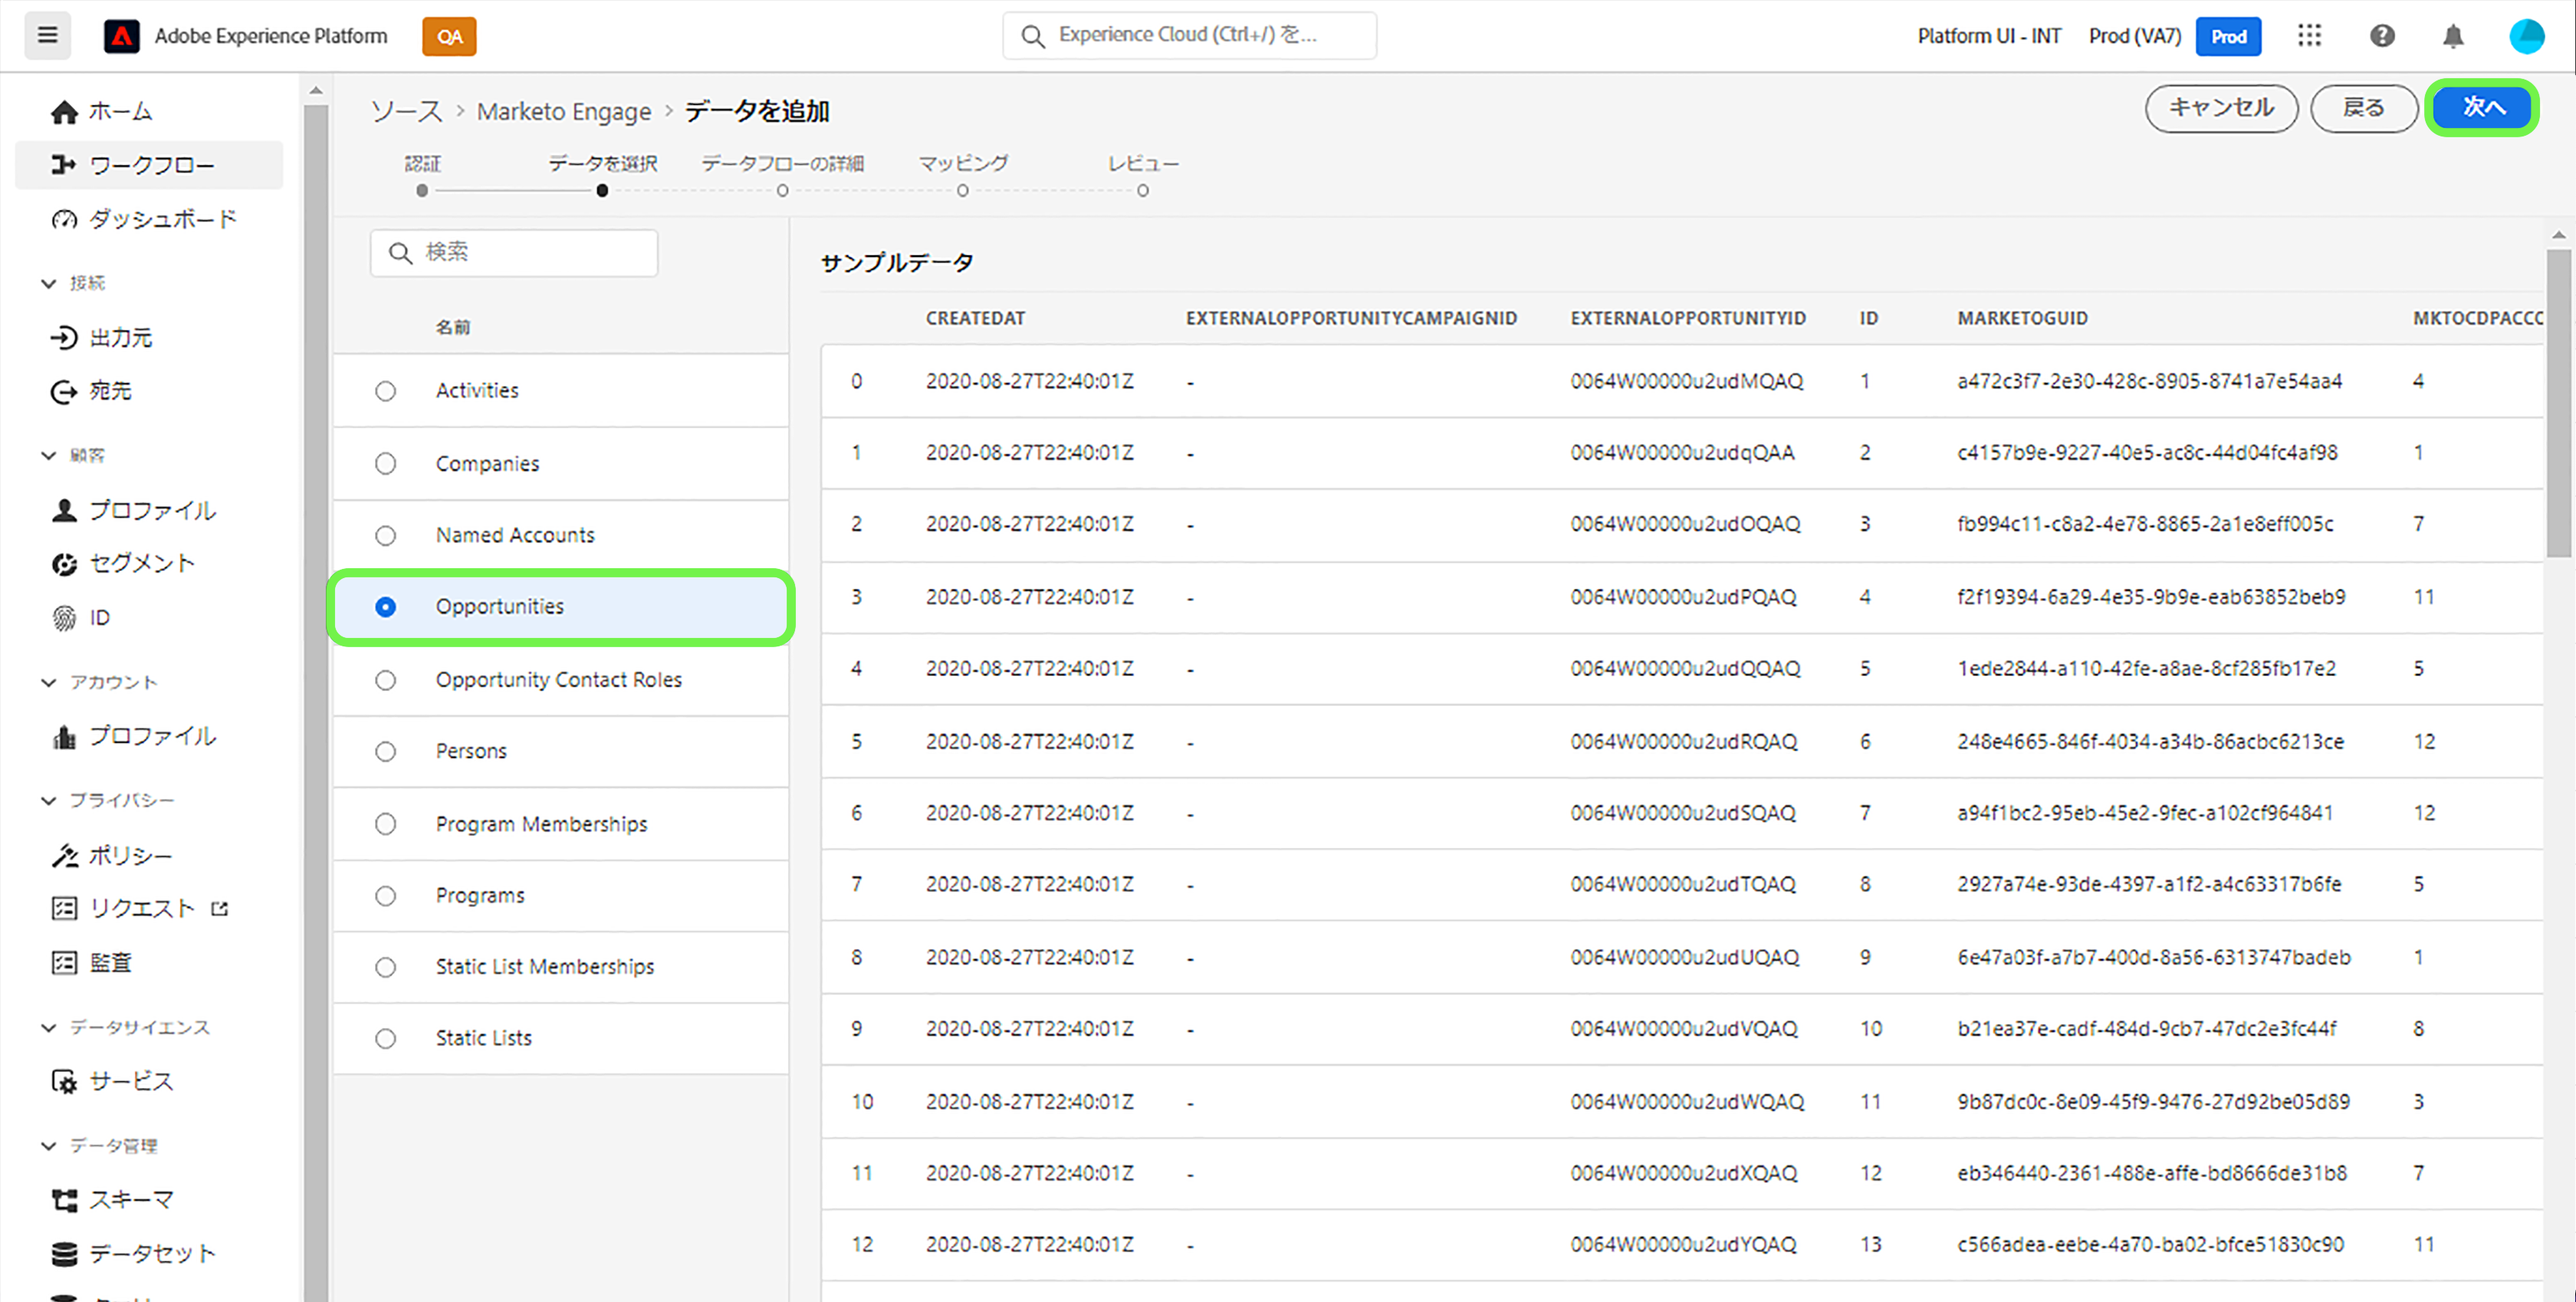 Adobe Experience Platform QA Experience Cloud (Ctrl+/) を... Platform UI - INT Prod (VA7) Prod
ホーム
ワークフロー
ダッシュボード
接続
出力元
宛先
顧客
プロファイル
セグメント
ID
アカウント
プロファイル
プライバシー
ポリシー
リクエスト
監査
データサイエンス
サービス
データ管理
スキーマ
データセット
ソース > Marketo Engage > データを追加
キャンセル 戻る 次へ
認証 データを選択 データフローの詳細 マッピング レビュー
検索
名前
Activities
Companies
Named Accounts
Opportunities
Opportunity Contact Roles
Persons
Program Memberships
Programs
Static List Memberships
Static Lists
サンプルデータ
CREATEDAT EXTERNALOPPORTUNITYCAMPAIGNID EXTERNALOPPORTUNITYID ID MARKETOGUID MKTOCDPACCC
0 2020-08-27T22:40:01Z - 0064W00000u2udMQAQ 1 a472c3f7-2e30-428c-8905-8741a7e54aa4 4
1 2020-08-27T22:40:01Z - 0064W00000u2udqQAA 2 c4157b9e-9227-40e5-ac8c-44d04fc4af98 1
2 2020-08-27T22:40:01Z - 0064W00000u2udOQAQ 3 fb994c11-c8a2-4e78-8865-2a1e8eff005c 7
3 2020-08-27T22:40:01Z - 0064W00000u2udPQAQ 4 f2f19394-6a29-4e35-9b9e-eab63852beb9 11
4 2020-08-27T22:40:01Z - 0064W00000u2udQQAQ 5 1ede2844-a110-42fe-a8ae-8cf285fb17e2 5
5 2020-08-27T22:40:01Z - 0064W00000u2udRQAQ 6 248e4665-846f-4034-a34b-86acbc6213ce 12
6 2020-08-27T22:40:01Z - 0064W00000u2udSQAQ 7 a94f1bc2-95eb-45e2-9fec-a102cf964841 12
7 2020-08-27T22:40:01Z - 0064W00000u2udTQAQ 8 2927a74e-93de-4397-a1f2-a4c63317b6fe 5
8 2020-08-27T22:40:01Z - 0064W00000u2udUQAQ 9 6e47a03f-a7b7-400d-8a56-6313747badeb 1
9 2020-08-27T22:40:01Z - 0064W00000u2udVQAQ 10 b21ea37e-cadf-484d-9cb7-47dc2e3fc44f 8
10 2020-08-27T22:40:01Z - 0064W00000u2udWQAQ 11 9b87dc0c-8e09-45f9-9476-27d92be05d89 3
11 2020-08-27T22:40:01Z - 0064W00000u2udXQAQ 12 eb346440-2361-488e-affe-bd8666de31b8 7
12 2020-08-27T22:40:01Z - 0064W00000u2udYQAQ 13 c566adea-eebe-4a70-ba02-bfce51830c90 11